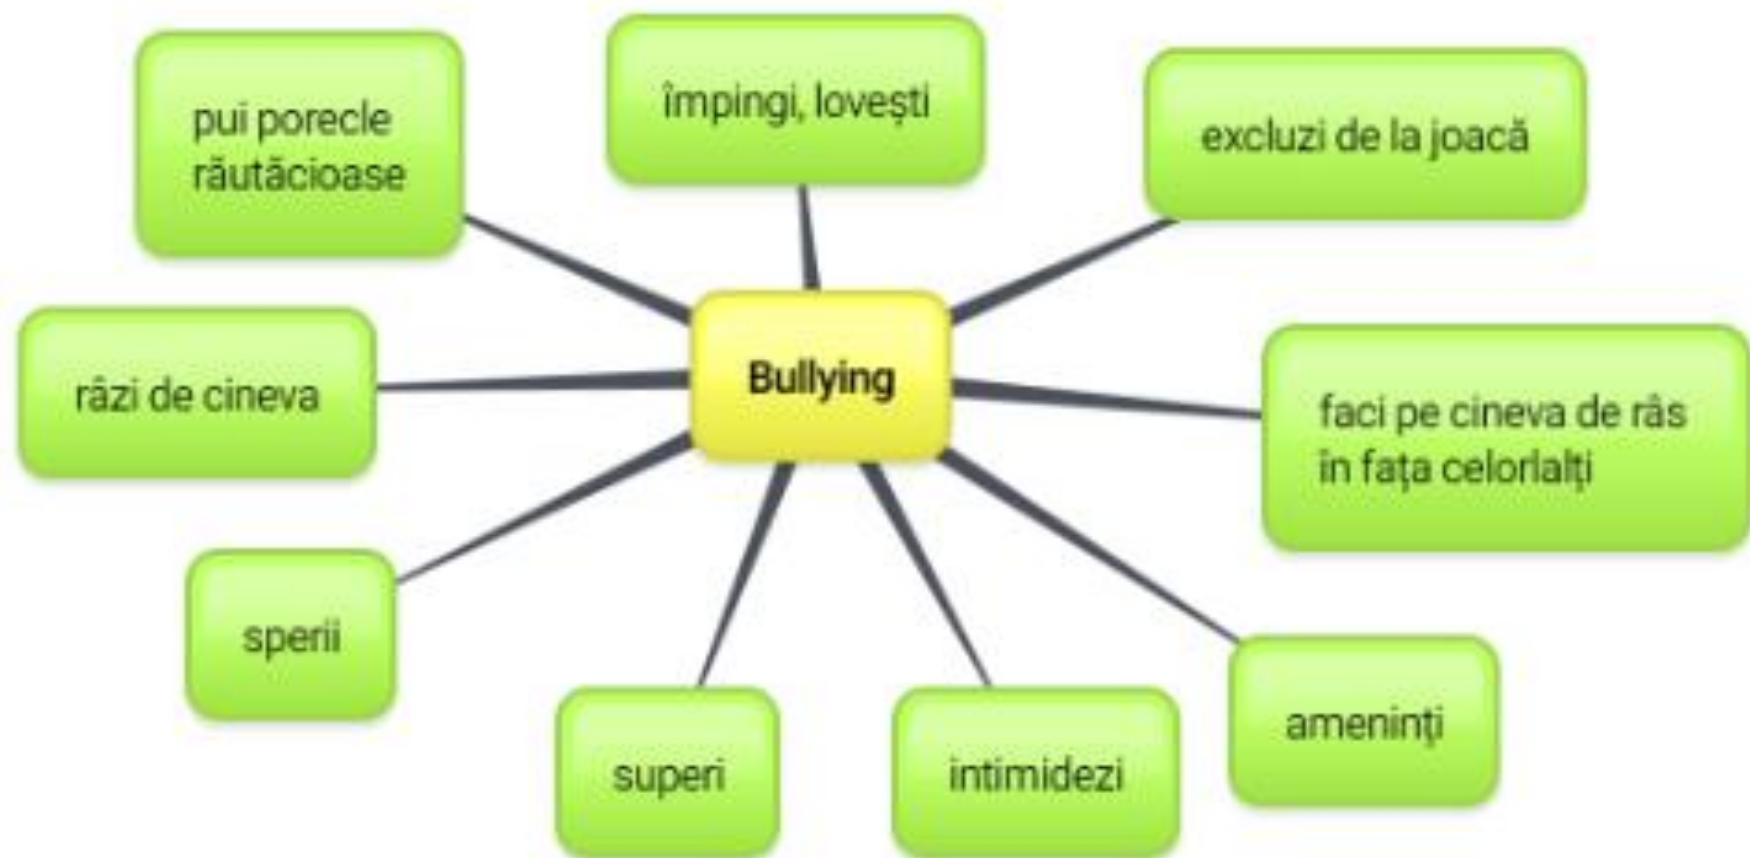 împingi, lovești
pui porecle
răutăcioase
excluzi de la joacă
Bullying
râzi de cineva
faci pe cineva de râs
în fața celorlalți
sperii
ameninți
superi
intimidezi